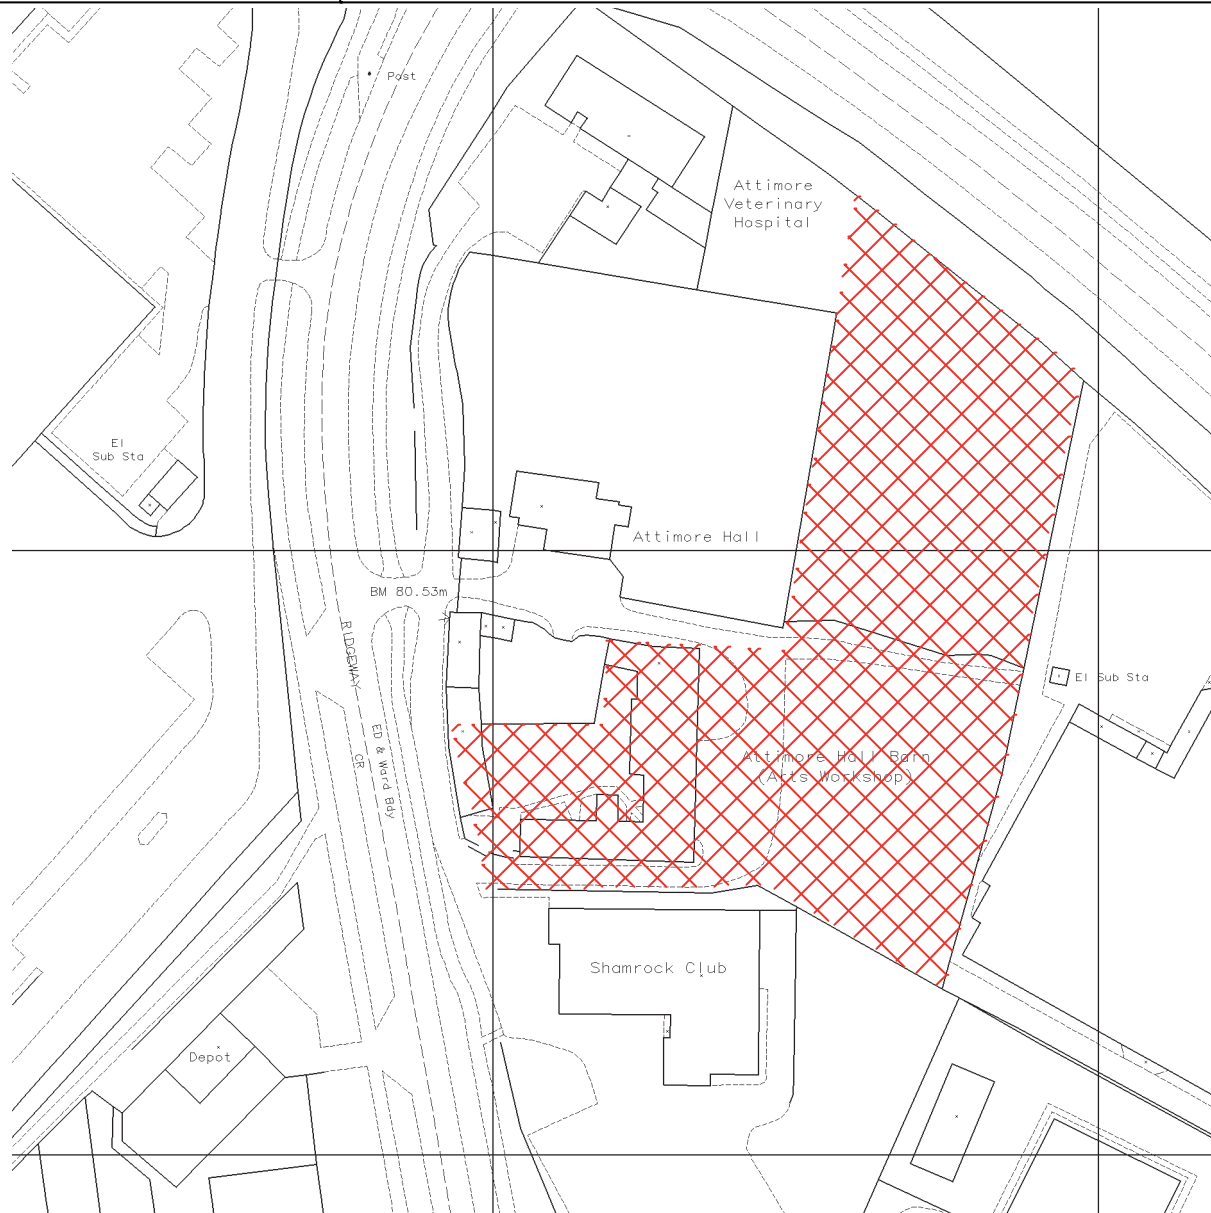 Post
Attimore
Veterinary
Hospital
El
Sub Sta
Attimore Hall
BM 80.53m
RIDGEWAY
El Sub Sta
ED & Ward Bdy
CR
Attimore Hall Barn
(Arts Workshop)
Shamrock Club
Depot